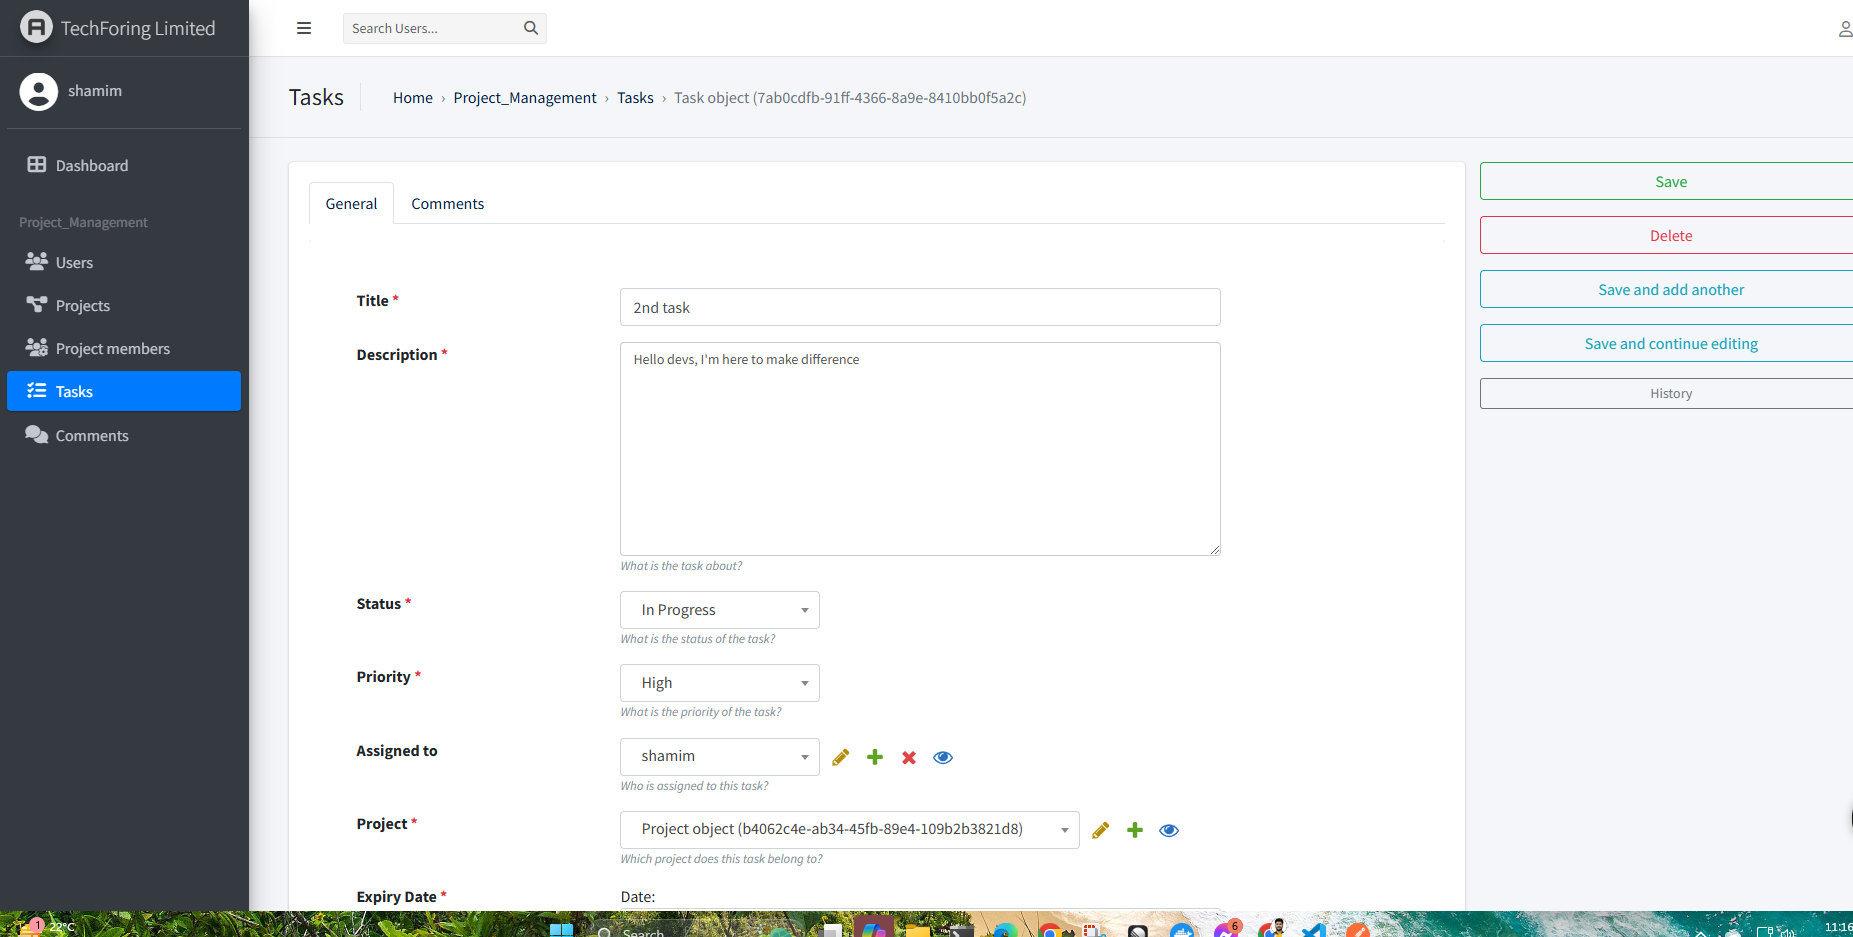 TechForing Limited
Search Users...
shamim
Tasks
Home › Project_Management › Tasks › Task object (7ab0cdfb-91ff-4366-8a9e-8410bb0f5a2c)
Dashboard
Project_Management
Users
Projects
Project members
Tasks
Comments
General
Comments
Title *
2nd task
Description *
Hello devs, I'm here to make difference
What is the task about?
Status *
In Progress
What is the status of the task?
Priority *
High
What is the priority of the task?
Assigned to
shamim
Who is assigned to this task?
Project *
Project object (b4062c4e-ab34-45fb-89e4-109b2b3821d8)
Which project does this task belong to?
Expiry Date *
Date:
Save
Delete
Save and add another
Save and continue editing
History
1
22°C
Search
6
11:16